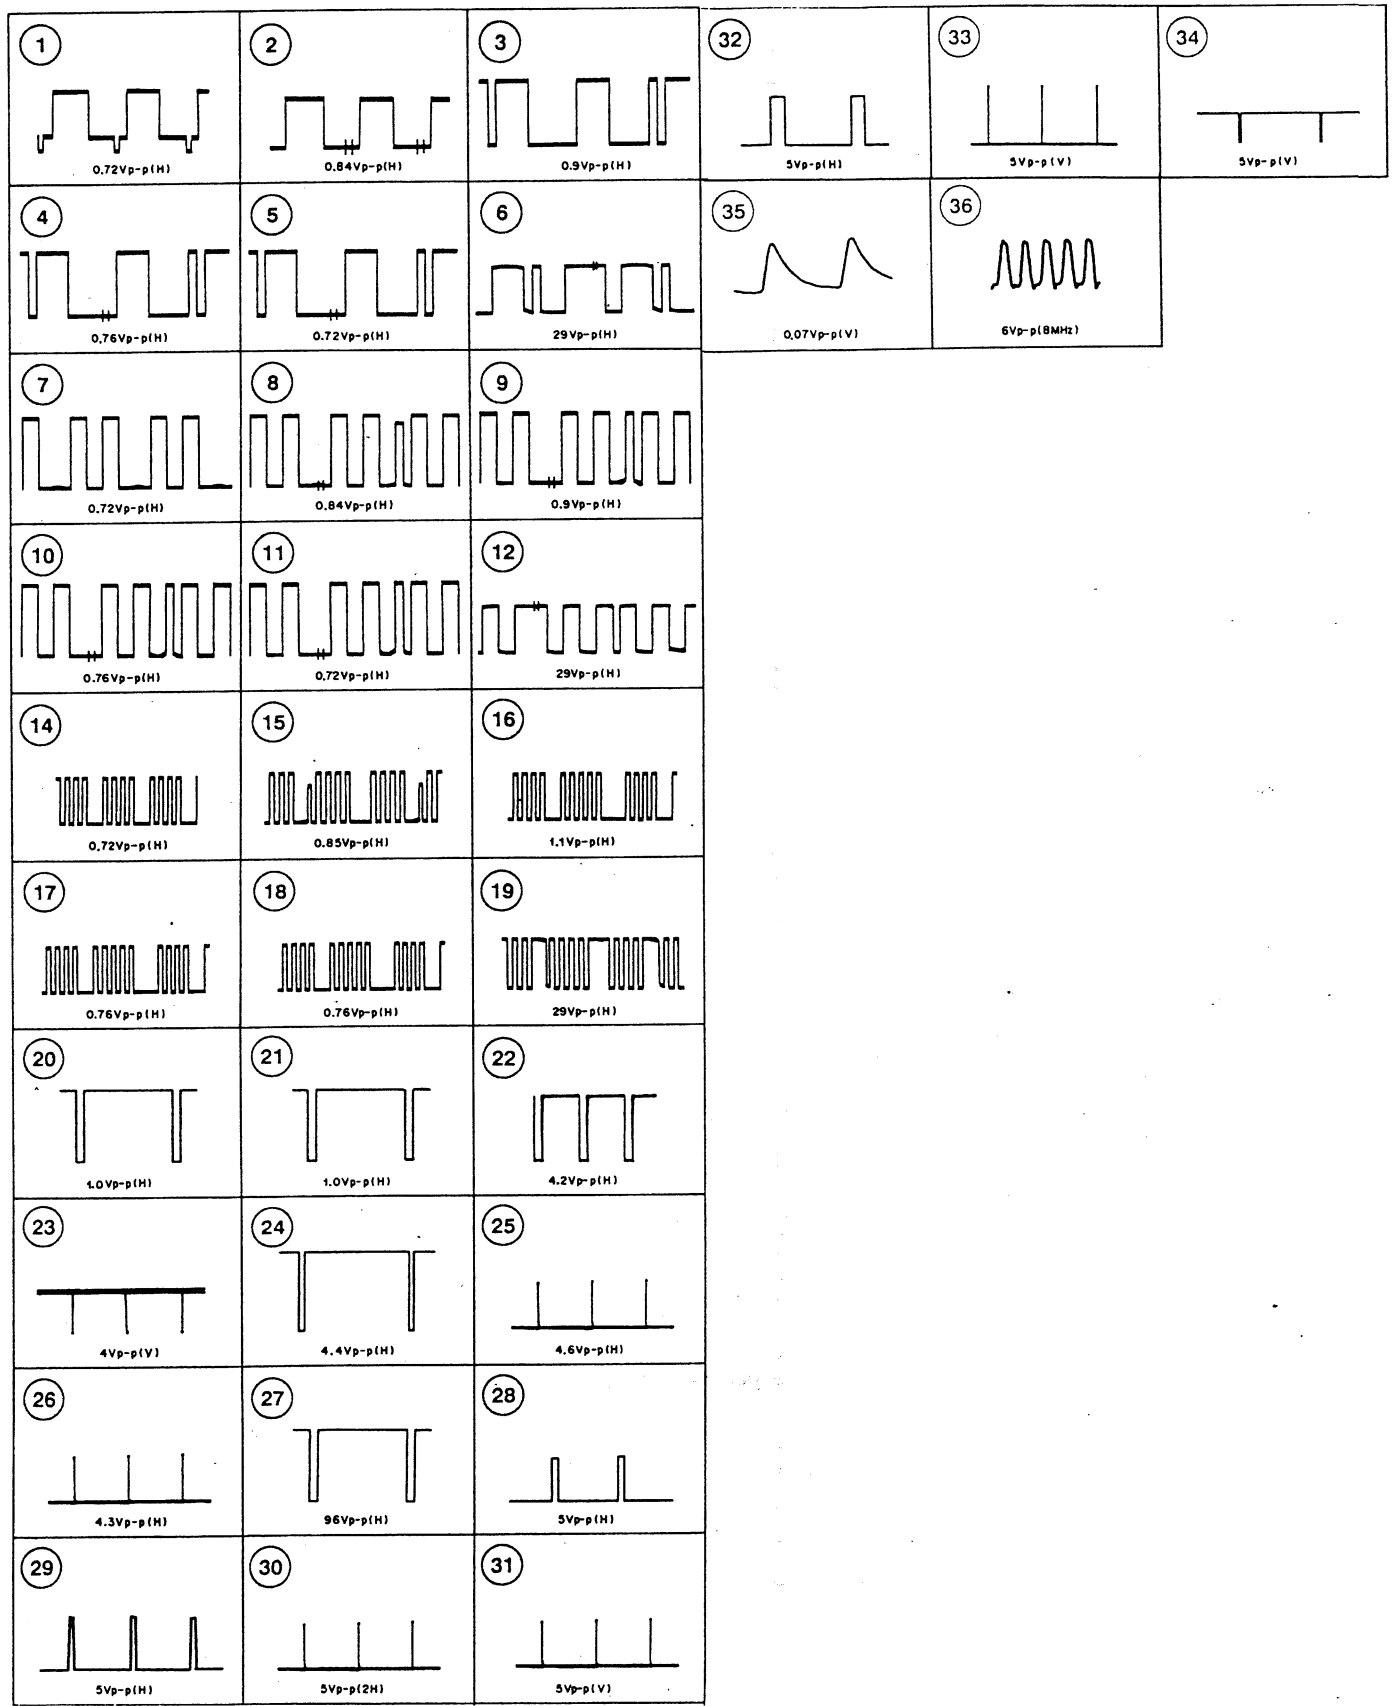 1 2 3 32 33 34
0.72Vp-p(H) 0.84Vp-p(H) 0.9Vp-p(H) 5Vp-p(H) 5Vp-p(V) 5Vp-p(V)
4 5 6 35 36
0.76Vp-p(H) 0.72Vp-p(H) 29Vp-p(H) 0.07Vp-p(V) 6Vp-p(8MHz)
7 8 9
0.72Vp-p(H) 0.84Vp-p(H) 0.9Vp-p(H)
10 11 12
0.76Vp-p(H) 0.72Vp-p(H) 29Vp-p(H)
14 15 16
0.72Vp-p(H) 0.85Vp-p(H) 1.1Vp-p(H)
17 18 19
0.76Vp-p(H) 0.76Vp-p(H) 29Vp-p(H)
20 21 22
1.0Vp-p(H) 1.0Vp-p(H) 4.2Vp-p(H)
23 24 25
4Vp-p(V) 4.4Vp-p(H) 4.6Vp-p(H)
26 27 28
4.3Vp-p(H) 96Vp-p(H) 5Vp-p(H)
29 30 31
5Vp-p(H) 5Vp-p(2H) 5Vp-p(V)